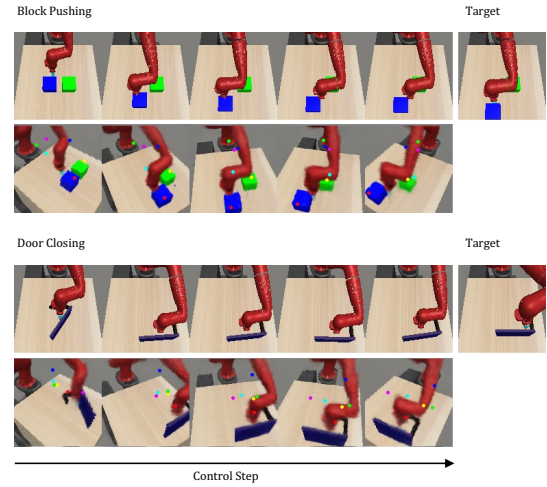 Block Pushing
Target
Door Closing
Target
Control Step